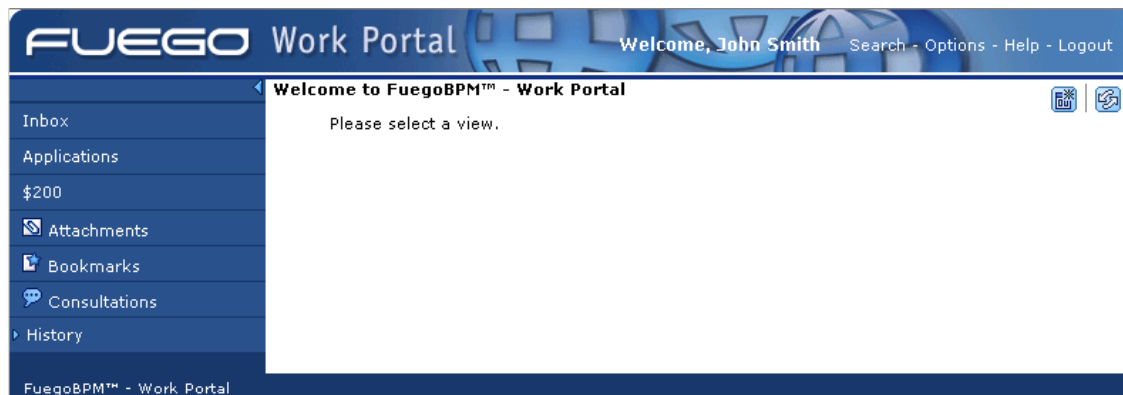 FUEGO Work Portal Welcome, John Smith Search - Options - Help - Logout
Welcome to FuegoBPM™ - Work Portal
Please select a view.
Inbox
Applications
$200
Attachments
Bookmarks
Consultations
History
FuegoBPM™ - Work Portal